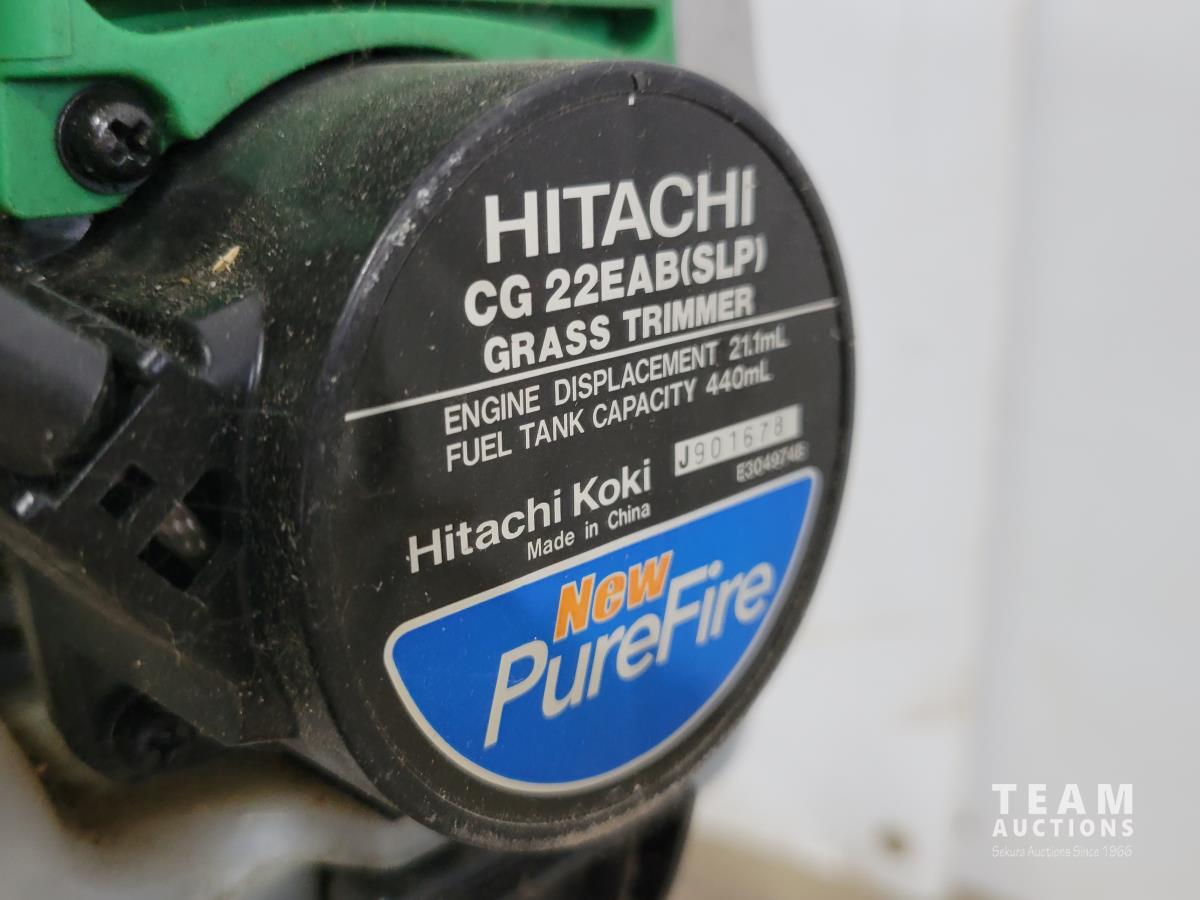 HITACHI
CG 22EAB(SLP)
GRASS TRIMMER
ENGINE DISPLACEMENT 21.1mL
FUEL TANK CAPACITY 440mL
J901678
Hitachi Koki
Made in China
New
PureFire
TEAM
AUCTIONS
Sekura Auctions Since 1966